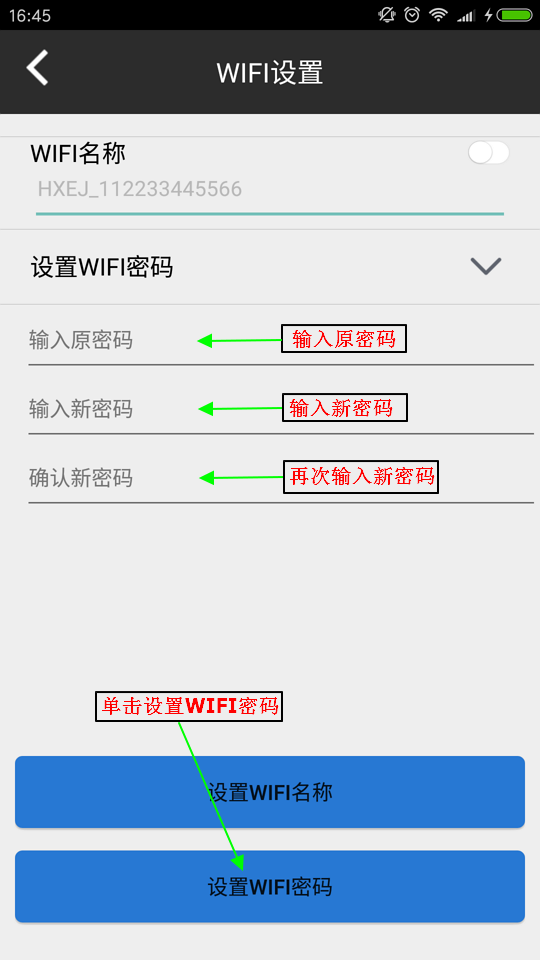 16:45
WIFI设置
WIFI名称
HXEJ_112233445566
设置WIFI密码
输入原密码 输入原密码
输入新密码 输入新密码
确认新密码 再次输入新密码
单击设置WIFI密码
设置WIFI名称
设置WIFI密码